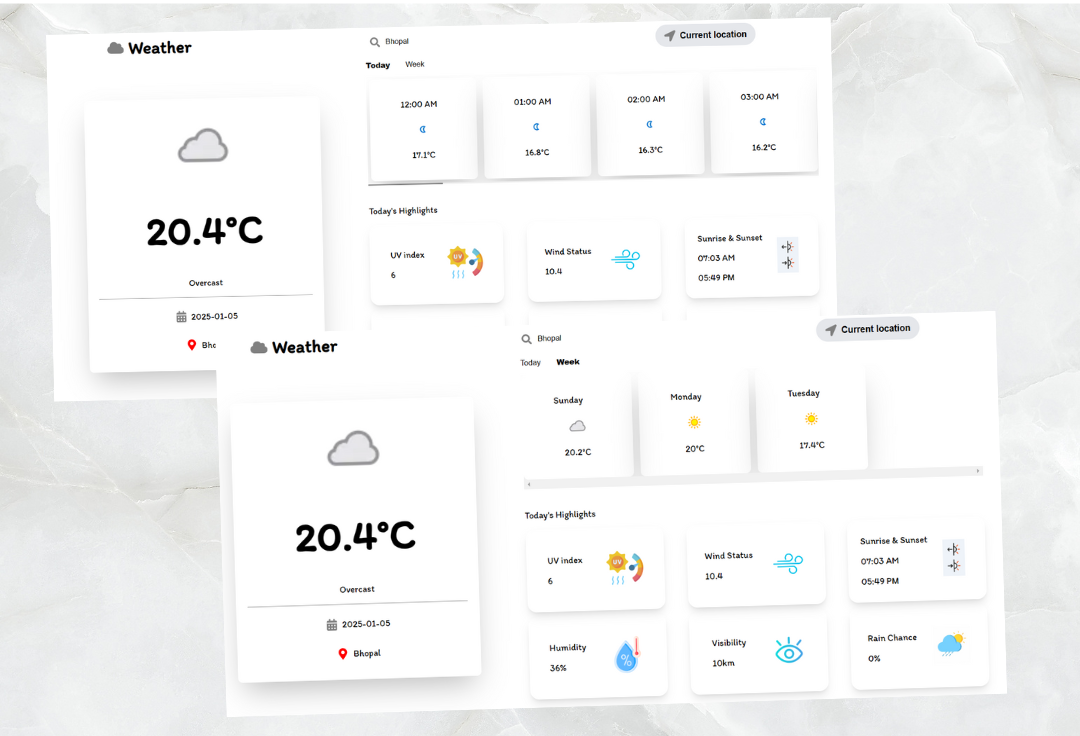 Weather
Bhopal
Current location
Today Week
12:00 AM 01:00 AM 02:00 AM 03:00 AM
17.1°C 16.8°C 16.3°C 16.2°C
20.4°C
Overcast
2025-01-05
Bho
Today's Highlights
UV index
6
UV
Wind Status
10.4
Sunrise & Sunset
07:03 AM
05:49 PM
Weather
Bhopal
Current location
Today Week
Sunday Monday Tuesday
20.2°C 20°C 17.4°C
20.4°C
Overcast
2025-01-05
Bhopal
Today's Highlights
UV index
6
UV
Wind Status
10.4
Sunrise & Sunset
07:03 AM
05:49 PM
Humidity
36%
%
Visibility
10km
Rain Chance
0%